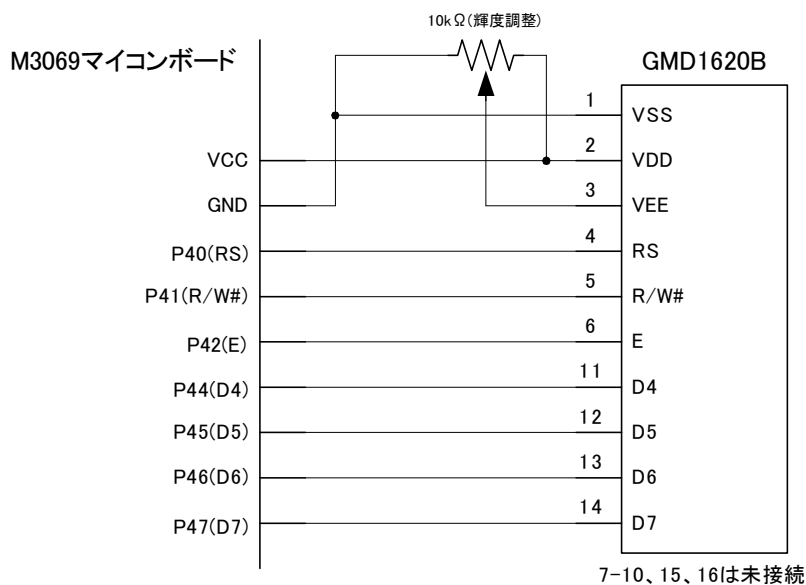 10kΩ(輝度調整)
M3069マイコンボード
GMD1620B
1
VSS
VCC
2
VDD
GND
3
VEE
P40(RS)
4
RS
P41(R/W#)
5
R/W#
P42(E)
6
E
P44(D4)
11
D4
P45(D5)
12
D5
P46(D6)
13
D6
P47(D7)
14
D7
7-10、15、16は未接続